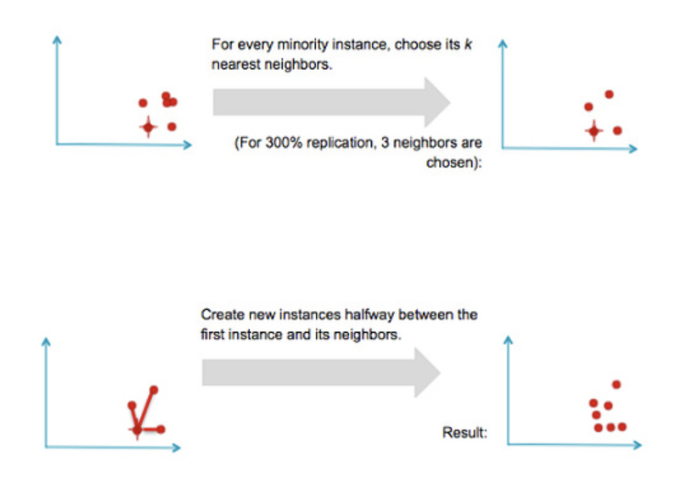 For every minority instance, choose its k
nearest neighbors.
(For 300% replication, 3 neighbors are
chosen):
Create new instances halfway between the
first instance and its neighbors.
Result: